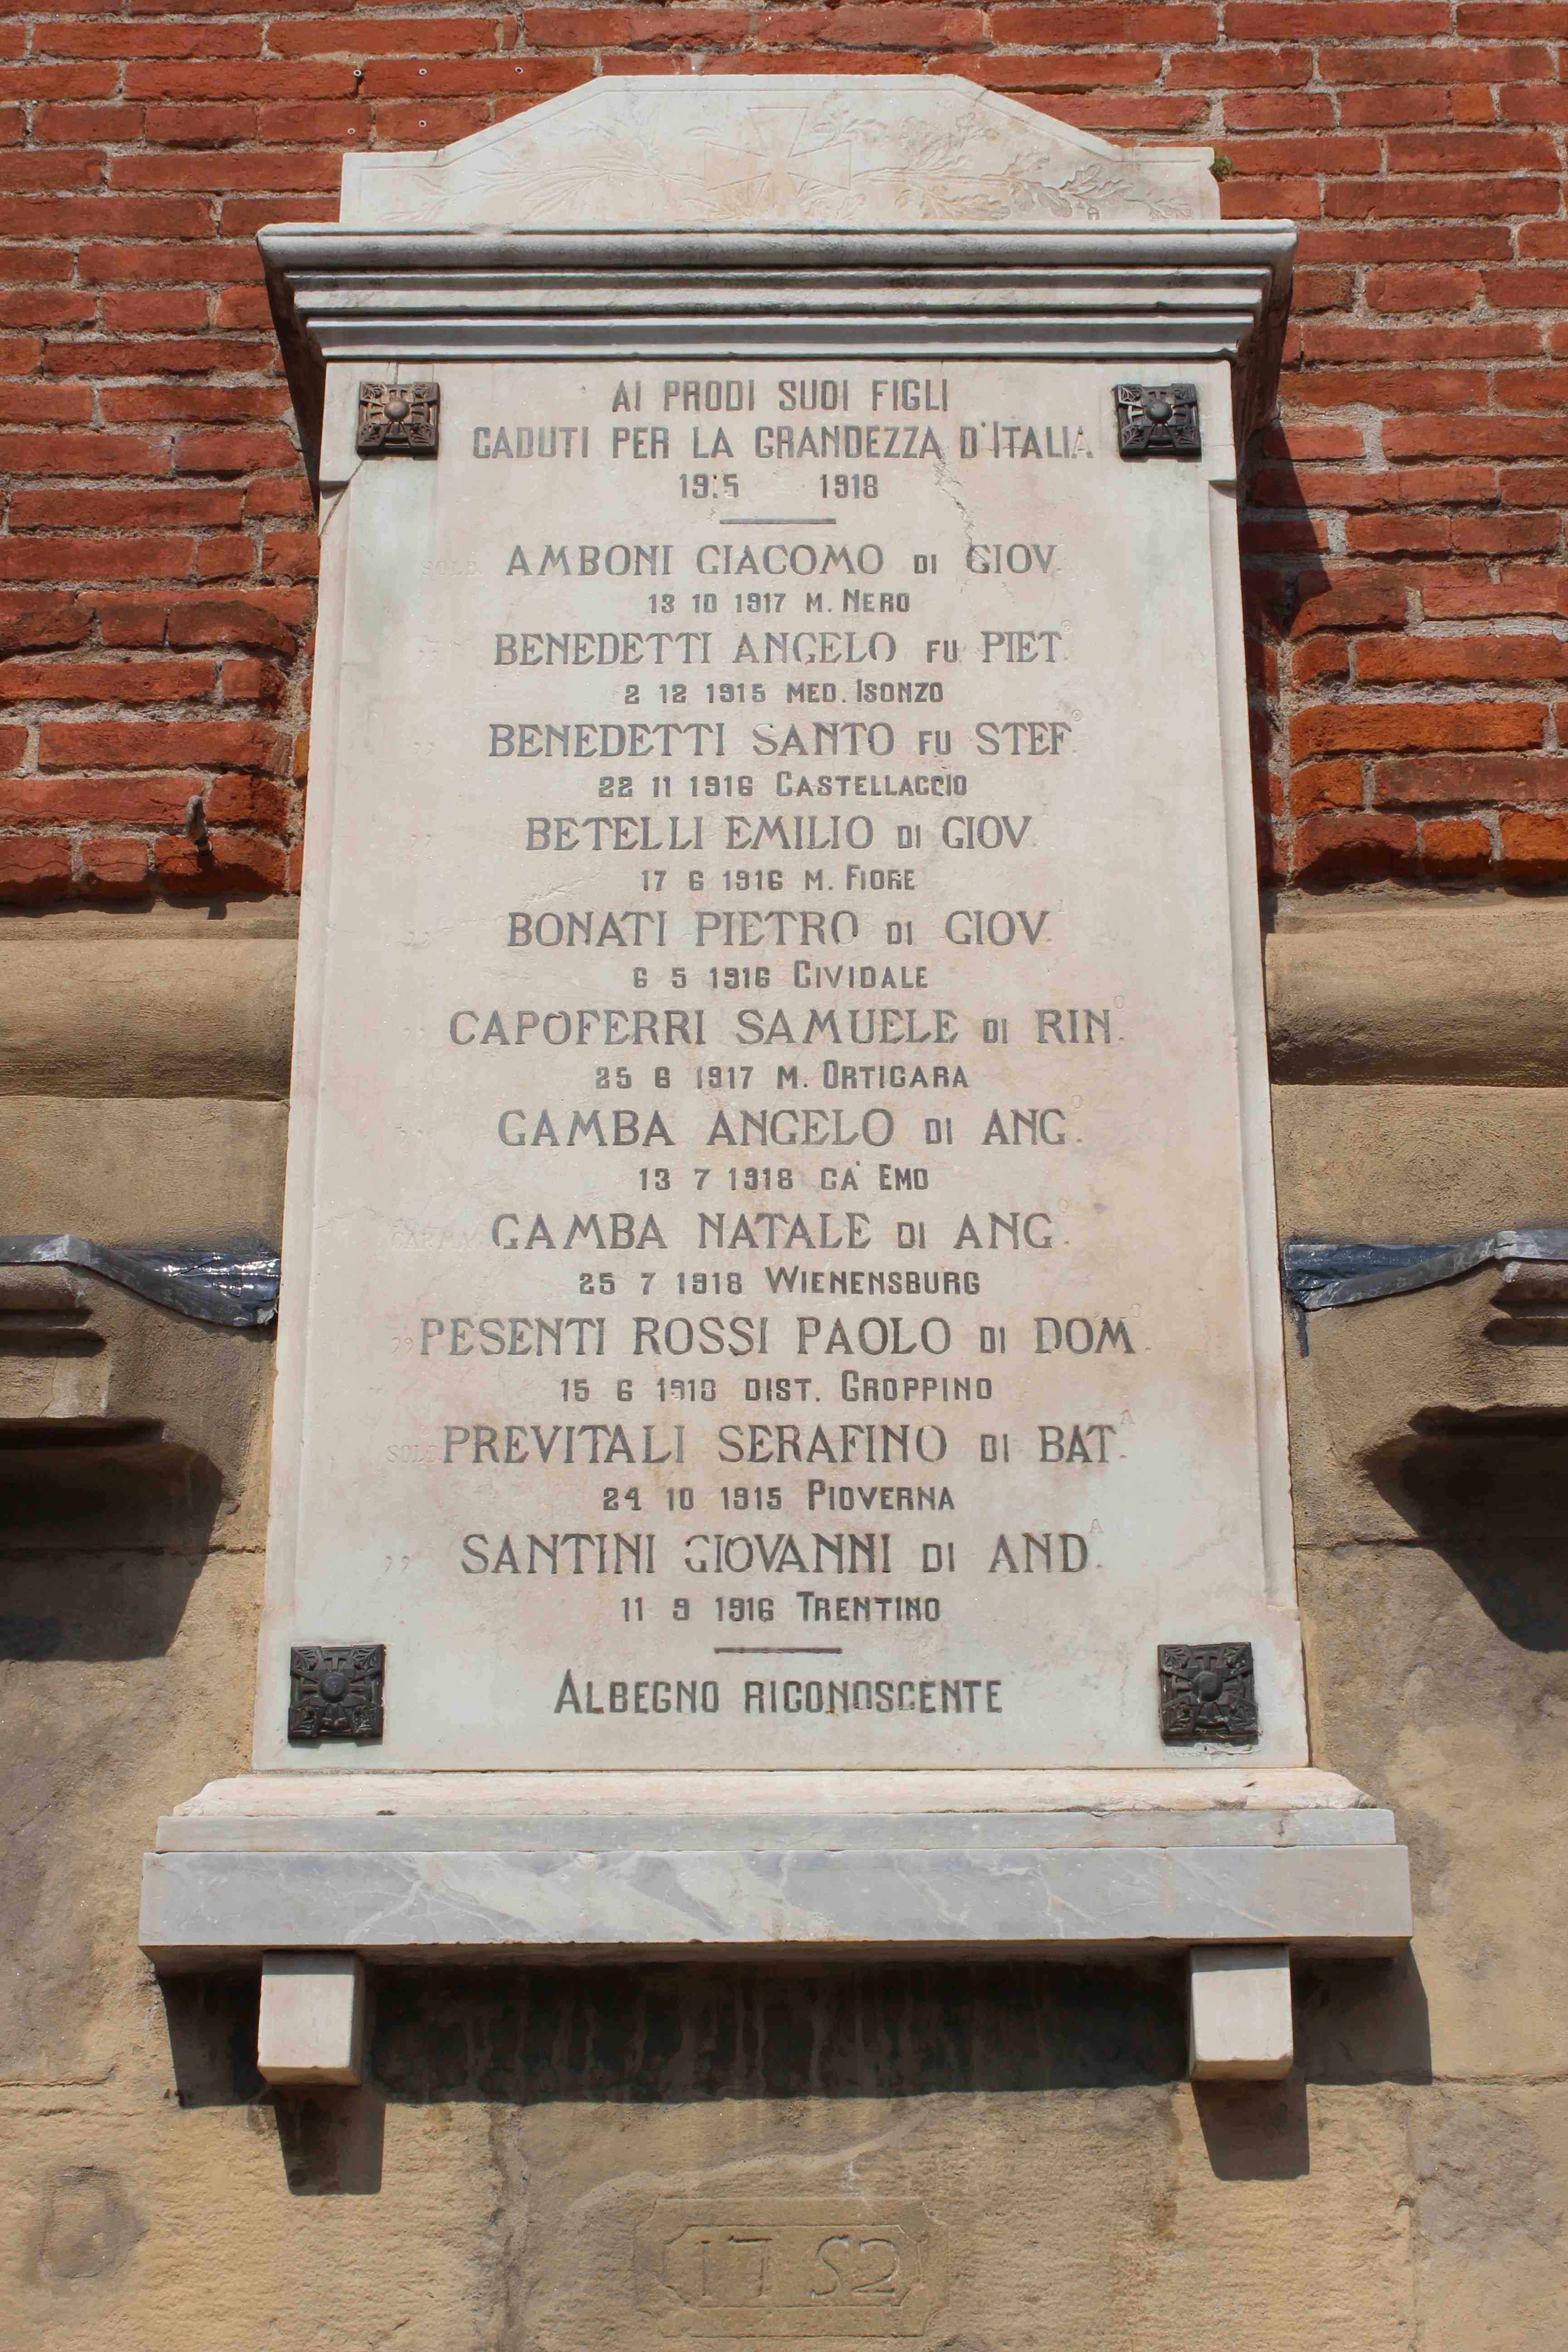 AI PRODI SUOI FIGLI
CADUTI PER LA GRANDEZZA D'ITALIA
1915 1918
SOLD. AMBONI GIACOMO DI GIOV.
13 10 1917 M. NERO
" BENEDETTI ANGELO FU PIET.O
2 12 1915 MED. ISONZO
" BENEDETTI SANTO FU STEF.O
22 11 1916 CASTELLACCIO
" BETELLI EMILIO DI GIOV.I
17 6 1916 M. FIORE
" BONATI PIETRO DI GIOV.I
6 5 1916 CIVIDALE
" CAPOFERRI SAMUELE DI RIN.O
25 6 1917 M. ORTIGARA
" GAMBA ANGELO DI ANG.O
13 7 1918 CA' EMO
GAMBA NATALE DI ANG.O
25 7 1918 WIENENSBURG
" PESENTI ROSSI PAOLO DI DOM.O
15 6 1918 DIST. GROPPINO
SOLD. PREVITALI SERAFINO DI BAT.A
24 10 1915 PIOVERNA
" SANTINI GIOVANNI DI AND.A
11 9 1916 TRENTINO
ALBEGNO RICONOSCENTE
1752